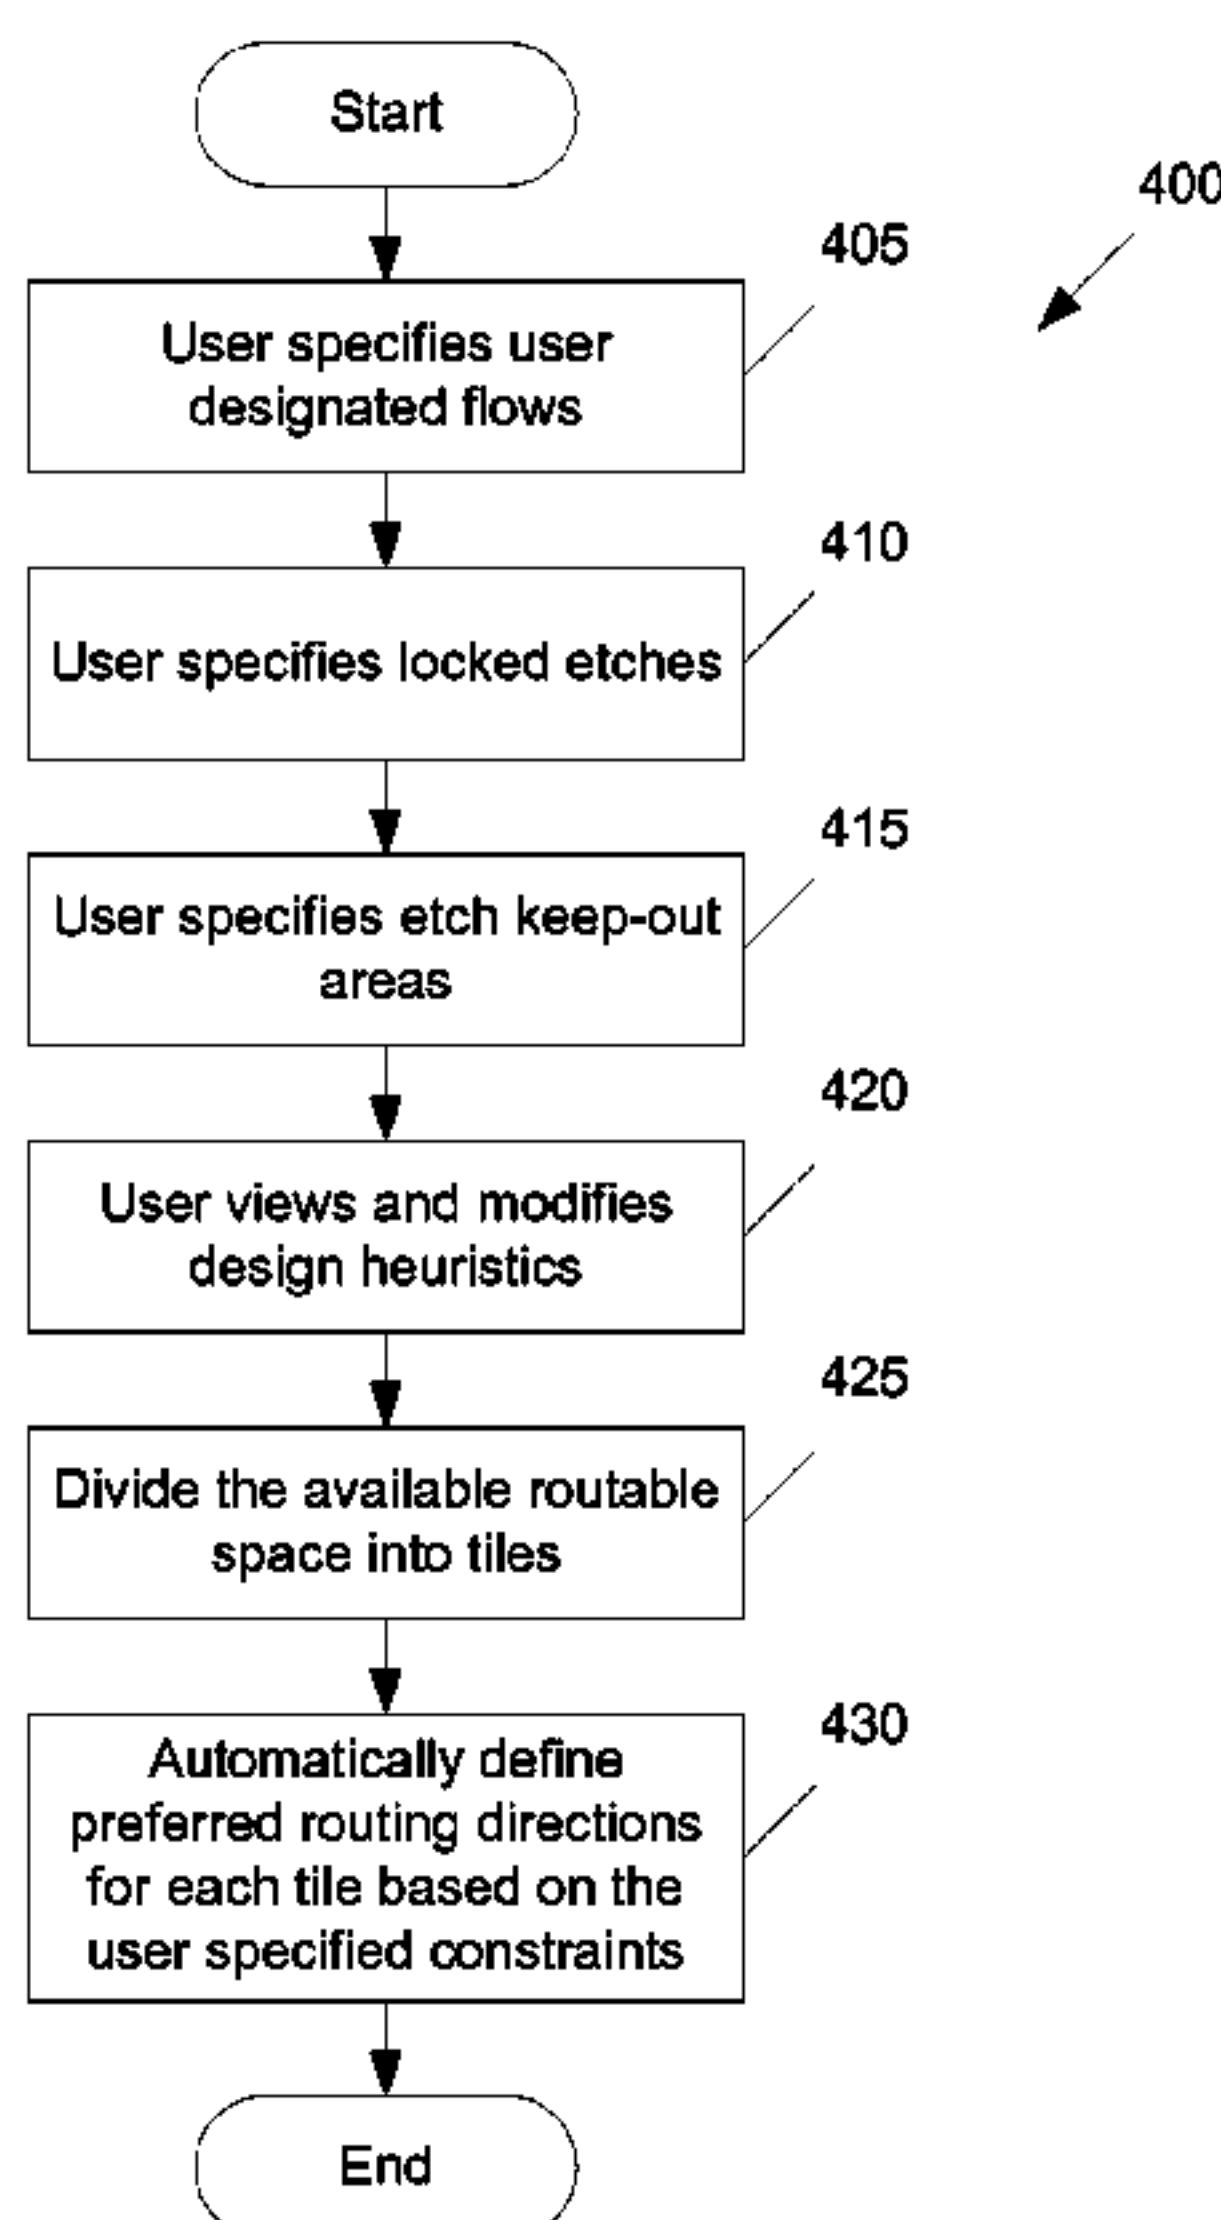 Start
400
405
User specifies user
designated flows
410
User specifies locked etches
415
User specifies etch keep-out
areas
420
User views and modifies
design heuristics
425
Divide the available routable
space into tiles
430
Automatically define
preferred routing directions
for each tile based on the
user specified constraints
End